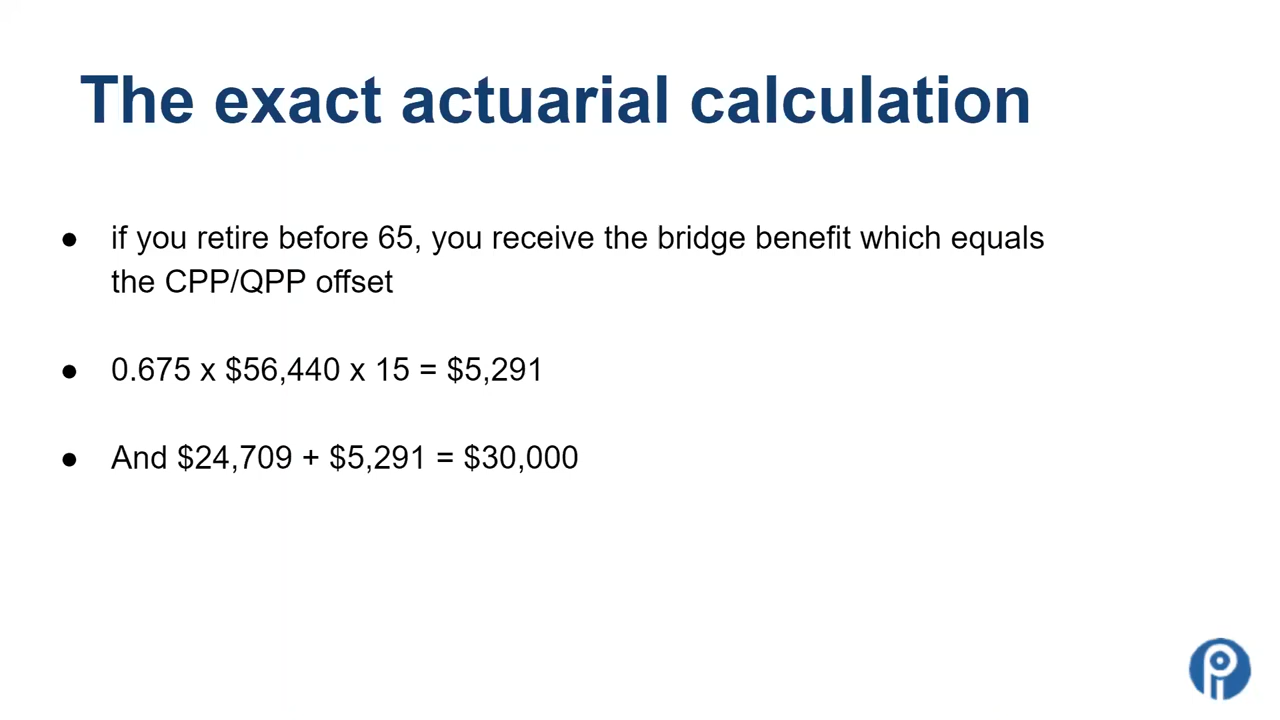 The exact actuarial calculation
● if you retire before 65, you receive the bridge benefit which equals
the CPP/QPP offset
● 0.675 x $56,440 x 15 = $5,291
● And $24,709 + $5,291 = $30,000